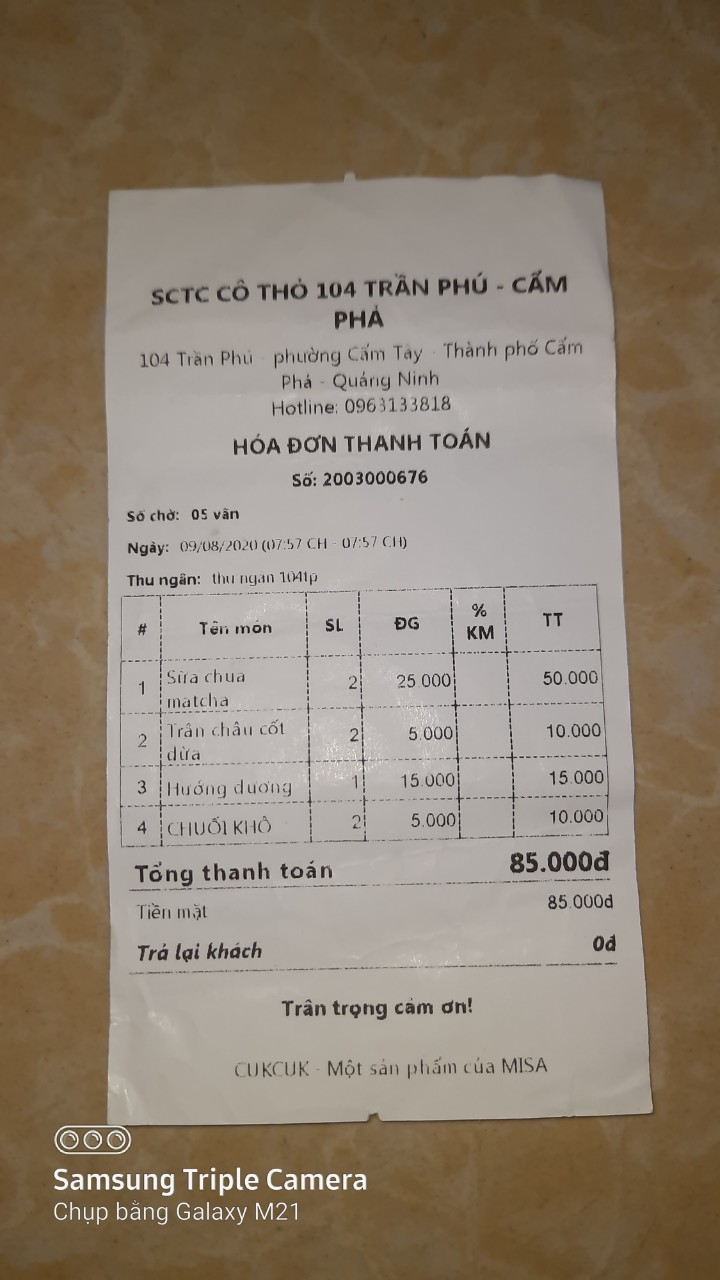 SCTC CÔ THỎ 104 TRẦN PHÚ - CẨM
PHẢ
104 Trần Phú - phường Cẩm Tây - Thành phố Cẩm
Phả - Quảng Ninh
Hotline: 0963133818
HÓA ĐƠN THANH TOÁN
Số: 2003000676
Số chờ: 05 vân
Ngày: 09/08/2020 (07:57 CH - 07:57 CH)
Thu ngân: thu ngan 104tp
# Tên món SL ĐG % KM TT
1 Sữa chua matcha 2 25.000 50.000
2 Trân châu cốt dừa 2 5.000 10.000
3 Hướng dương 1 15.000 15.000
4 CHUỐI KHÔ 2 5.000 10.000
Tổng thanh toán 85.000đ
Tiền mặt 85.000đ
Trả lại khách 0đ
Trân trọng cảm ơn!
CUKCUK - Một sản phẩm của MISA
Samsung Triple Camera
Chụp bằng Galaxy M21